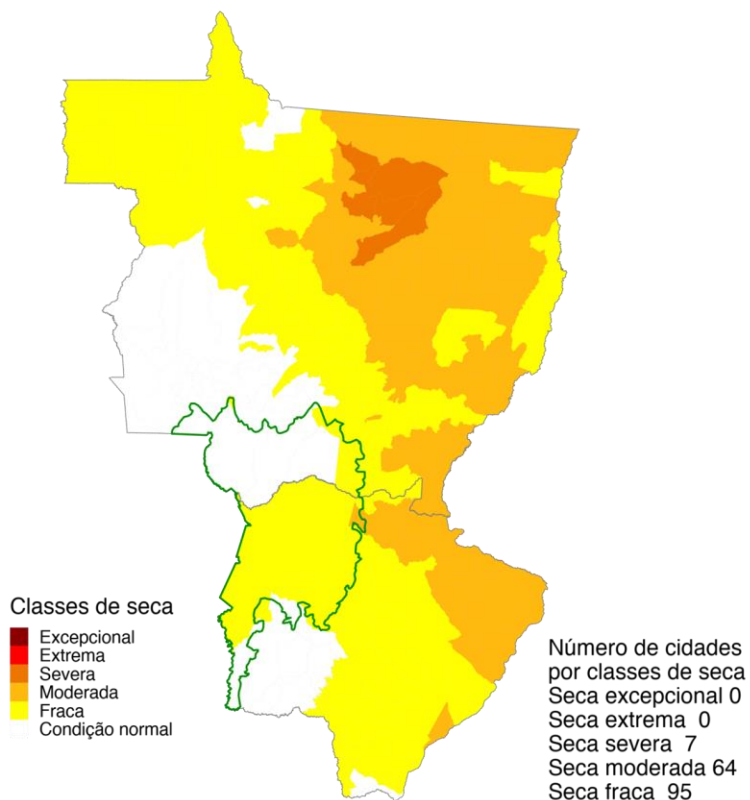 Classes de seca
Excepcional
Extrema
Severa
Moderada
Fraca
Condição normal
Número de cidades
por classes de seca
Seca excepcional 0
Seca extrema 0
Seca severa 7
Seca moderada 64
Seca fraca 95